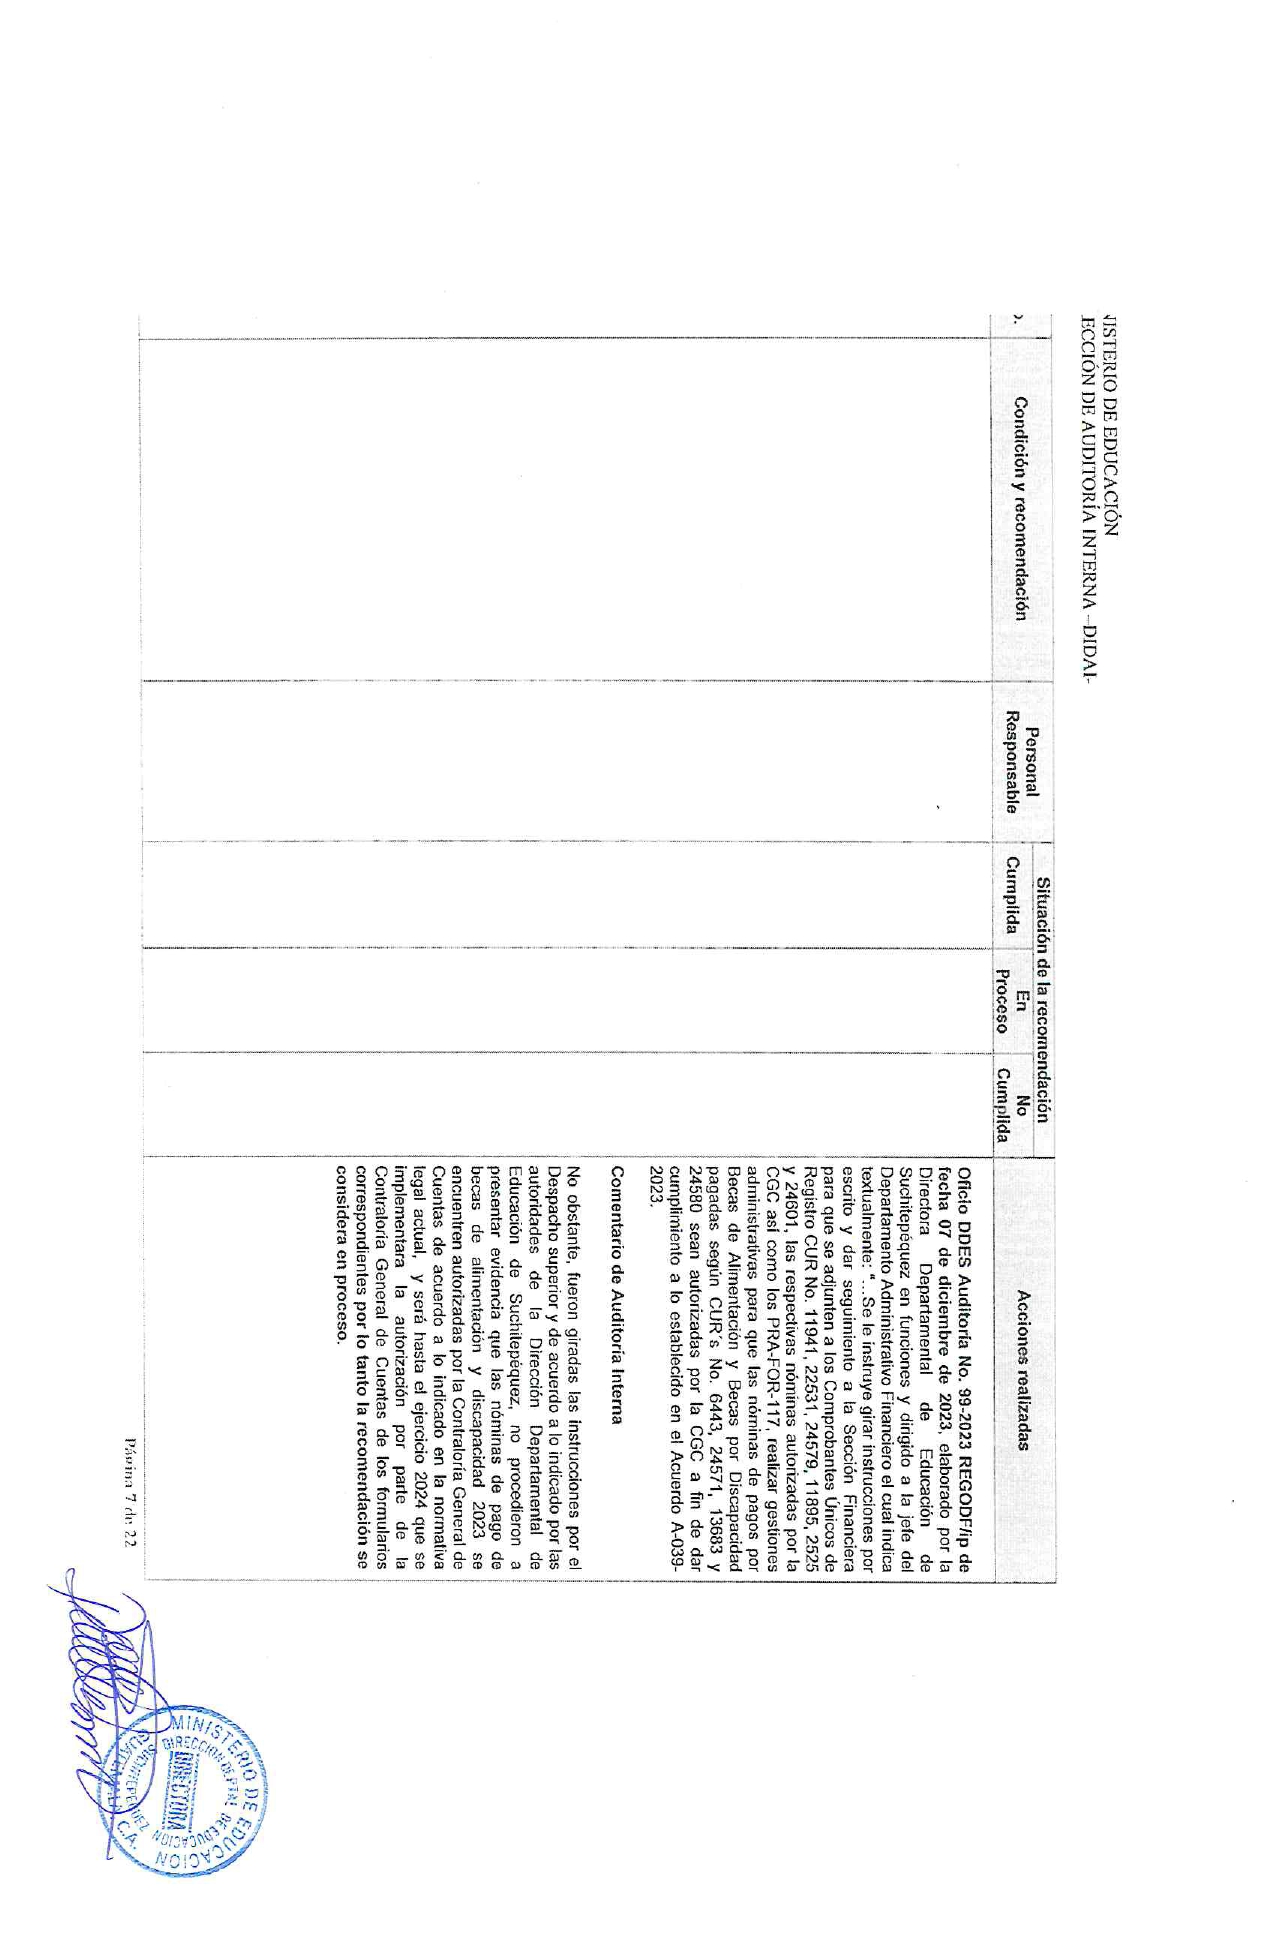 NISTERIO DE EDUCACIÓN
ECCIÓN DE AUDITORÍA INTERNA –DIDAI-
o.
Condición y recomendación
Personal
Responsable
Situación de la recomendación
Cumplida
En
Proceso
No
Cumplida
Acciones realizadas
Oficio DDES Auditoría No. 99-2023 REGODF/ip de
fecha 07 de diciembre de 2023, elaborado por la
Directora Departamental de Educación de
Suchitepéquez en funciones y dirigido a la jefe del
Departamento Administrativo Financiero el cual indica
textualmente: “…Se le instruye girar instrucciones por
escrito y dar seguimiento a la Sección Financiera
para que se adjunten a los Comprobantes Únicos de
Registro CUR No. 11941, 22531, 24579, 11895, 2525
y 24601, las respectivas nóminas autorizadas por la
CGC así como los PRA-FOR-117, realizar gestiones
administrativas para que las nóminas de pagos por
Becas de Alimentación y Becas por Discapacidad
pagadas según CUR´s No. 6443, 24571, 13683 y
24580 sean autorizadas por la CGC a fin de dar
cumplimiento a lo establecido en el Acuerdo A-039-
2023.
Comentario de Auditoría Interna
No obstante, fueron giradas las instrucciones por el
Despacho superior y de acuerdo a lo indicado por las
autoridades de la Dirección Departamental de
Educación de Suchitepéquez, no procedieron a
presentar evidencia que las nóminas de pago de
becas de alimentación y discapacidad 2023 se
encuentren autorizadas por la Contraloría General de
Cuentas de acuerdo a lo indicado en la normativa
legal actual, y será hasta el ejercicio 2024 que se
implementara la autorización por parte de la
Contraloría General de Cuentas de los formularios
correspondientes por lo tanto la recomendación se
considera en proceso.
Página 7 de 22
MINISTERIO DE EDUCACION
DIRECCION DEPTAL DE EDUCACION
DIRECTORA
SUCHITEPEQUEZ
C.A.